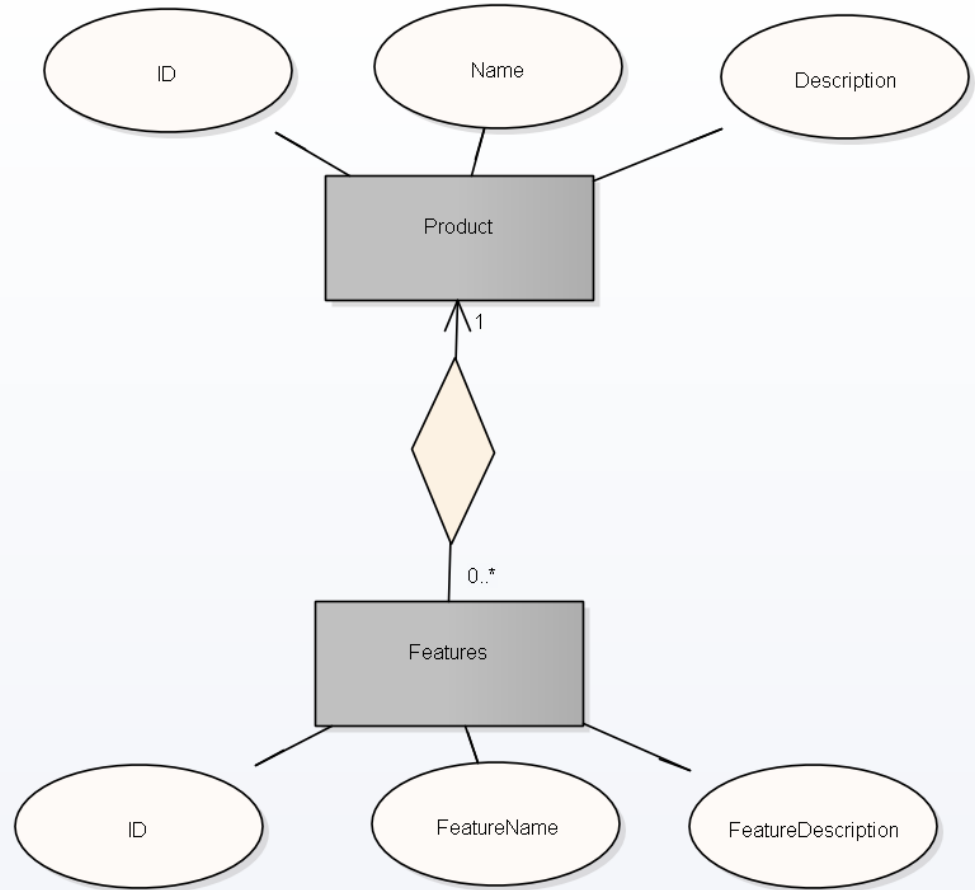 ID
Name
Description
Product
1
0..*
Features
ID
FeatureName
FeatureDescription